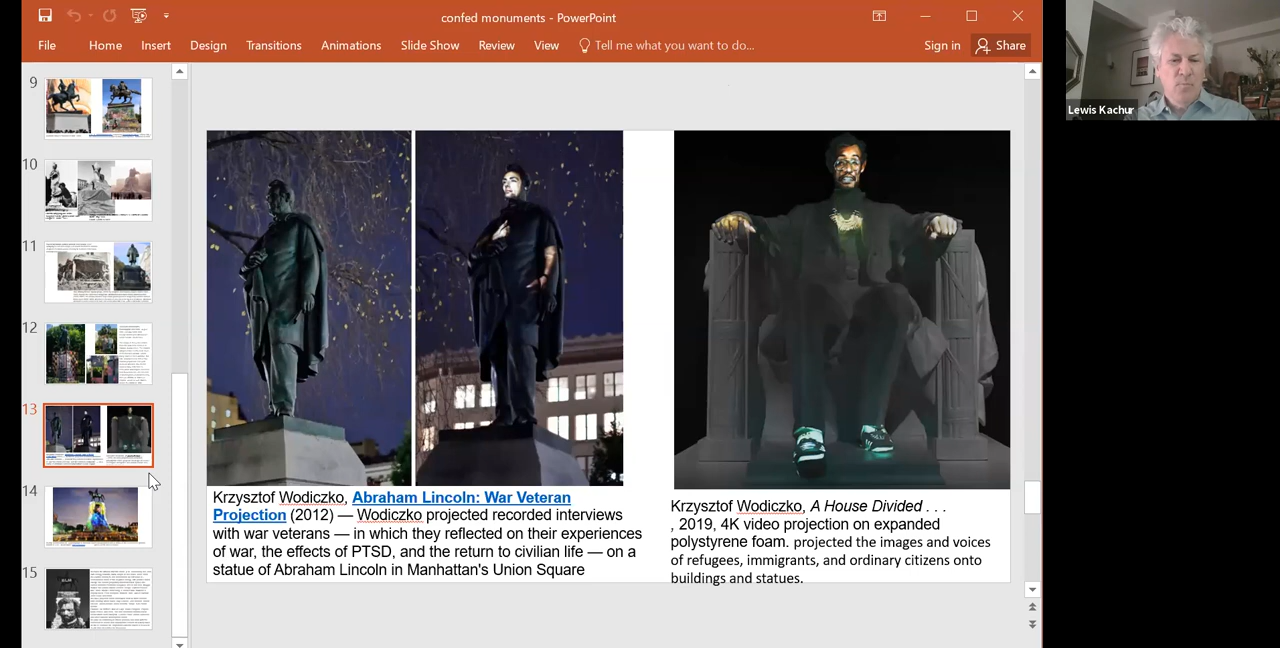 confed monuments - PowerPoint
File Home Insert Design Transitions Animations Slide Show Review View Tell me what you want to do... Sign in Share
Lewis Kachur
9
10
11
12
13
14
15
Krzysztof Wodiczko, Abraham Lincoln: War Veteran
Projection (2012) — Wodiczko projected recorded interviews
with war veterans — in which they reflected on their experiences
of war, the effects of PTSD, and the return to civilian life — on a
statue of Abraham Lincoln in Manhattan's Union Square
Krzysztof Wodiczko, A House Divided . . .
, 2019, 4K video projection on expanded
polystyrene foam. projected the images and voices
of refugees, immigrants, and ordinary citizens onto
buildings and statues.